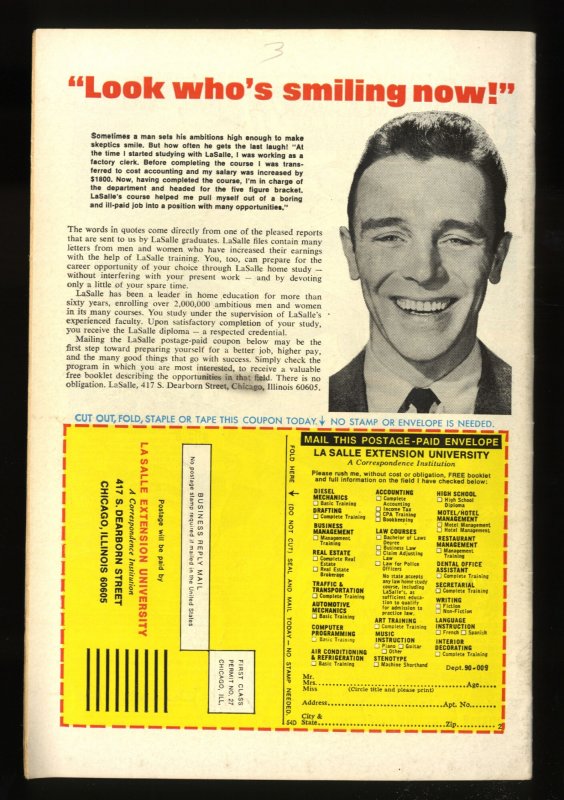 3
“Look who’s smiling now!”
Sometimes a man sets his ambitions high enough to make
skeptics smile. But how often he gets the last laugh! "At
the time I started studying with LaSalle, I was working as a
factory clerk. Before completing the course I was trans-
ferred to cost accounting and my salary was increased by
$1800. Now, having completed the course, I'm in charge of
the department and headed for the five figure bracket.
LaSalle's course helped me pull myself out of a boring
and ill-paid job into a position with many opportunities."
The words in quotes come directly from one of the pleased reports
that are sent to us by LaSalle graduates. LaSalle files contain many
letters from men and women who have increased their earnings
with the help of LaSalle training. You, too, can prepare for the
career opportunity of your choice through LaSalle home study —
without interfering with your present work — and by devoting
only a little of your spare time.
LaSalle has been a leader in home education for more than
sixty years, enrolling over 2,000,000 ambitious men and women
in its many courses. You study under the supervision of LaSalle's
experienced faculty. Upon satisfactory completion of your study,
you receive the LaSalle diploma — a respected credential.
Mailing the LaSalle postage-paid coupon below may be the
first step toward preparing yourself for a better job, higher pay,
and the many good things that go with success. Simply check the
program in which you are most interested, to receive a valuable
free booklet describing the opportunities in that field. There is no
obligation. LaSalle, 417 S. Dearborn Street, Chicago, Illinois 60605.
CUT OUT, FOLD, STAPLE OR TAPE THIS COUPON TODAY. NO STAMP OR ENVELOPE IS NEEDED.
Postage will be paid by
LA SALLE EXTENSION UNIVERSITY
A Correspondence Institution
417 S. DEARBORN STREET
CHICAGO, ILLINOIS 60605
BUSINESS REPLY MAIL
No postage stamp required if mailed in the United States
FIRST CLASS
PERMIT NO. 27
CHICAGO, ILL.
FOLD HERE (DO NOT CUT) SEAL AND MAIL TODAY—NO STAMP NEEDED. 54D
MAIL THIS POSTAGE-PAID ENVELOPE
LA SALLE EXTENSION UNIVERSITY
A Correspondence Institution
Please rush me, without cost or obligation, FREE booklet
and full information on the field I have checked below:
DIESEL
MECHANICS
Basic Training
DRAFTING
Complete Training
BUSINESS
MANAGEMENT
Management
Training
REAL ESTATE
Complete Real
Estate
Real Estate
Brokerage
TRAFFIC &
TRANSPORTATION
Complete Training
AUTOMOTIVE
MECHANICS
Basic Training
COMPUTER
PROGRAMMING
Basic Training
AIR CONDITIONING
& REFRIGERATION
Basic Training
ACCOUNTING
Complete
Accounting
Income Tax
CPA Training
Bookkeeping
LAW COURSES
Bachelor of Laws
Degree
Business Law
Claim Adjusting
Law
Law for Police
Officers
No state accepts
any law home study
course, including
LaSalle's, as
sufficient educa-
tion to qualify
for admission to
practice law.
ART TRAINING
Complete Training
MUSIC
INSTRUCTION
Piano Guitar
Other
STENOTYPE
Machine Shorthand
HIGH SCHOOL
High School
Diploma
MOTEL/HOTEL
MANAGEMENT
Motel Management
Hotel Management
RESTAURANT
MANAGEMENT
Management
Training
DENTAL OFFICE
ASSISTANT
Complete Training
SECRETARIAL
Complete Training
WRITING
Fiction
Non-Fiction
LANGUAGE
INSTRUCTION
French Spanish
INTERIOR
DECORATING
Complete Training
Dept. 90-009
Mr.
Mrs. Age
Miss (Circle title and please print)
Address Apt. No.
City &
State Zip 2